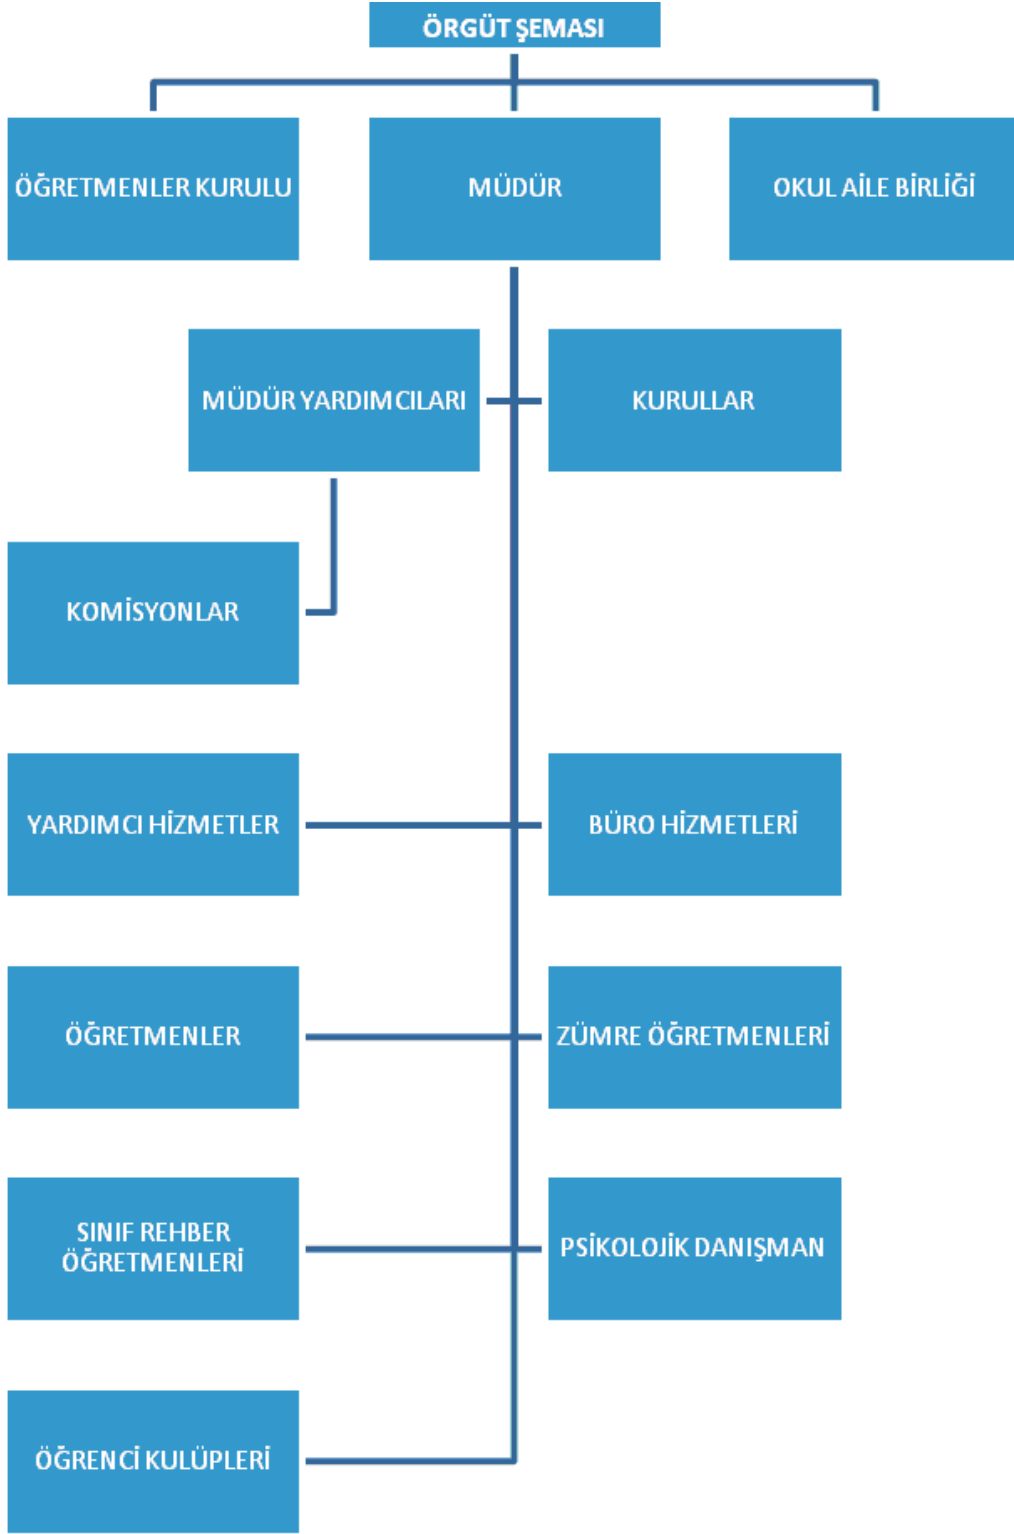 ÖRGÜT ŞEMASI
ÖĞRETMENLER KURULU
MÜDÜR
OKUL AİLE BİRLİĞİ
MÜDÜR YARDIMCILARI
KURULLAR
KOMİSYONLAR
YARDIMCI HİZMETLER
BÜRO HİZMETLERİ
ÖĞRETMENLER
ZÜMRE ÖĞRETMENLERİ
SINIF REHBER
ÖĞRETMENLERİ
PSİKOLOJİK DANIŞMAN
ÖĞRENCİ KULÜPLERİ